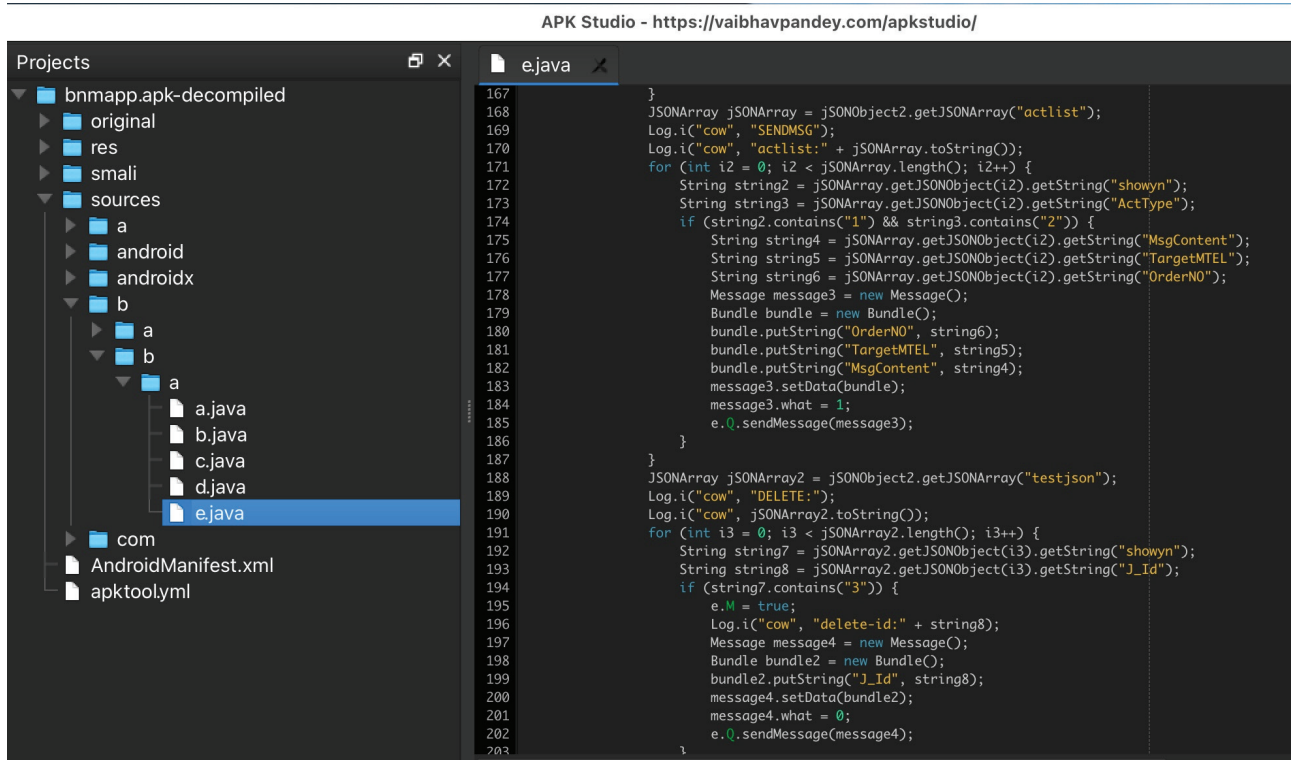 APK Studio - https://vaibhavpandey.com/apkstudio/
Projects
bnmapp.apk-decompiled
original
res
smali
sources
a
android
androidx
b
a
b
a
a.java
b.java
c.java
d.java
e.java
com
AndroidManifest.xml
apktool.yml
e.java
167 }
168 JSONArray jSONArray = jSONObject2.getJSONArray("actlist");
169 Log.i("cow", "SENDMSG");
170 Log.i("cow", "actlist:" + jSONArray.toString());
171 for (int i2 = 0; i2 < jSONArray.length(); i2++) {
172 String string2 = jSONArray.getJSONObject(i2).getString("showyn");
173 String string3 = jSONArray.getJSONObject(i2).getString("ActType");
174 if (string2.contains("1") && string3.contains("2")) {
175 String string4 = jSONArray.getJSONObject(i2).getString("MsgContent");
176 String string5 = jSONArray.getJSONObject(i2).getString("TargetMTEL");
177 String string6 = jSONArray.getJSONObject(i2).getString("OrderNO");
178 Message message3 = new Message();
179 Bundle bundle = new Bundle();
180 bundle.putString("OrderNO", string6);
181 bundle.putString("TargetMTEL", string5);
182 bundle.putString("MsgContent", string4);
183 message3.setData(bundle);
184 message3.what = 1;
185 e.Q.sendMessage(message3);
186 }
187 }
188 JSONArray jSONArray2 = jSONObject2.getJSONArray("testjson");
189 Log.i("cow", "DELETE:");
190 Log.i("cow", jSONArray2.toString());
191 for (int i3 = 0; i3 < jSONArray2.length(); i3++) {
192 String string7 = jSONArray2.getJSONObject(i3).getString("showyn");
193 String string8 = jSONArray2.getJSONObject(i3).getString("J_Id");
194 if (string7.contains("3")) {
195 e.M = true;
196 Log.i("cow", "delete-id:" + string8);
197 Message message4 = new Message();
198 Bundle bundle2 = new Bundle();
199 bundle2.putString("J_Id", string8);
200 message4.setData(bundle2);
201 message4.what = 0;
202 e.Q.sendMessage(message4);
203 }